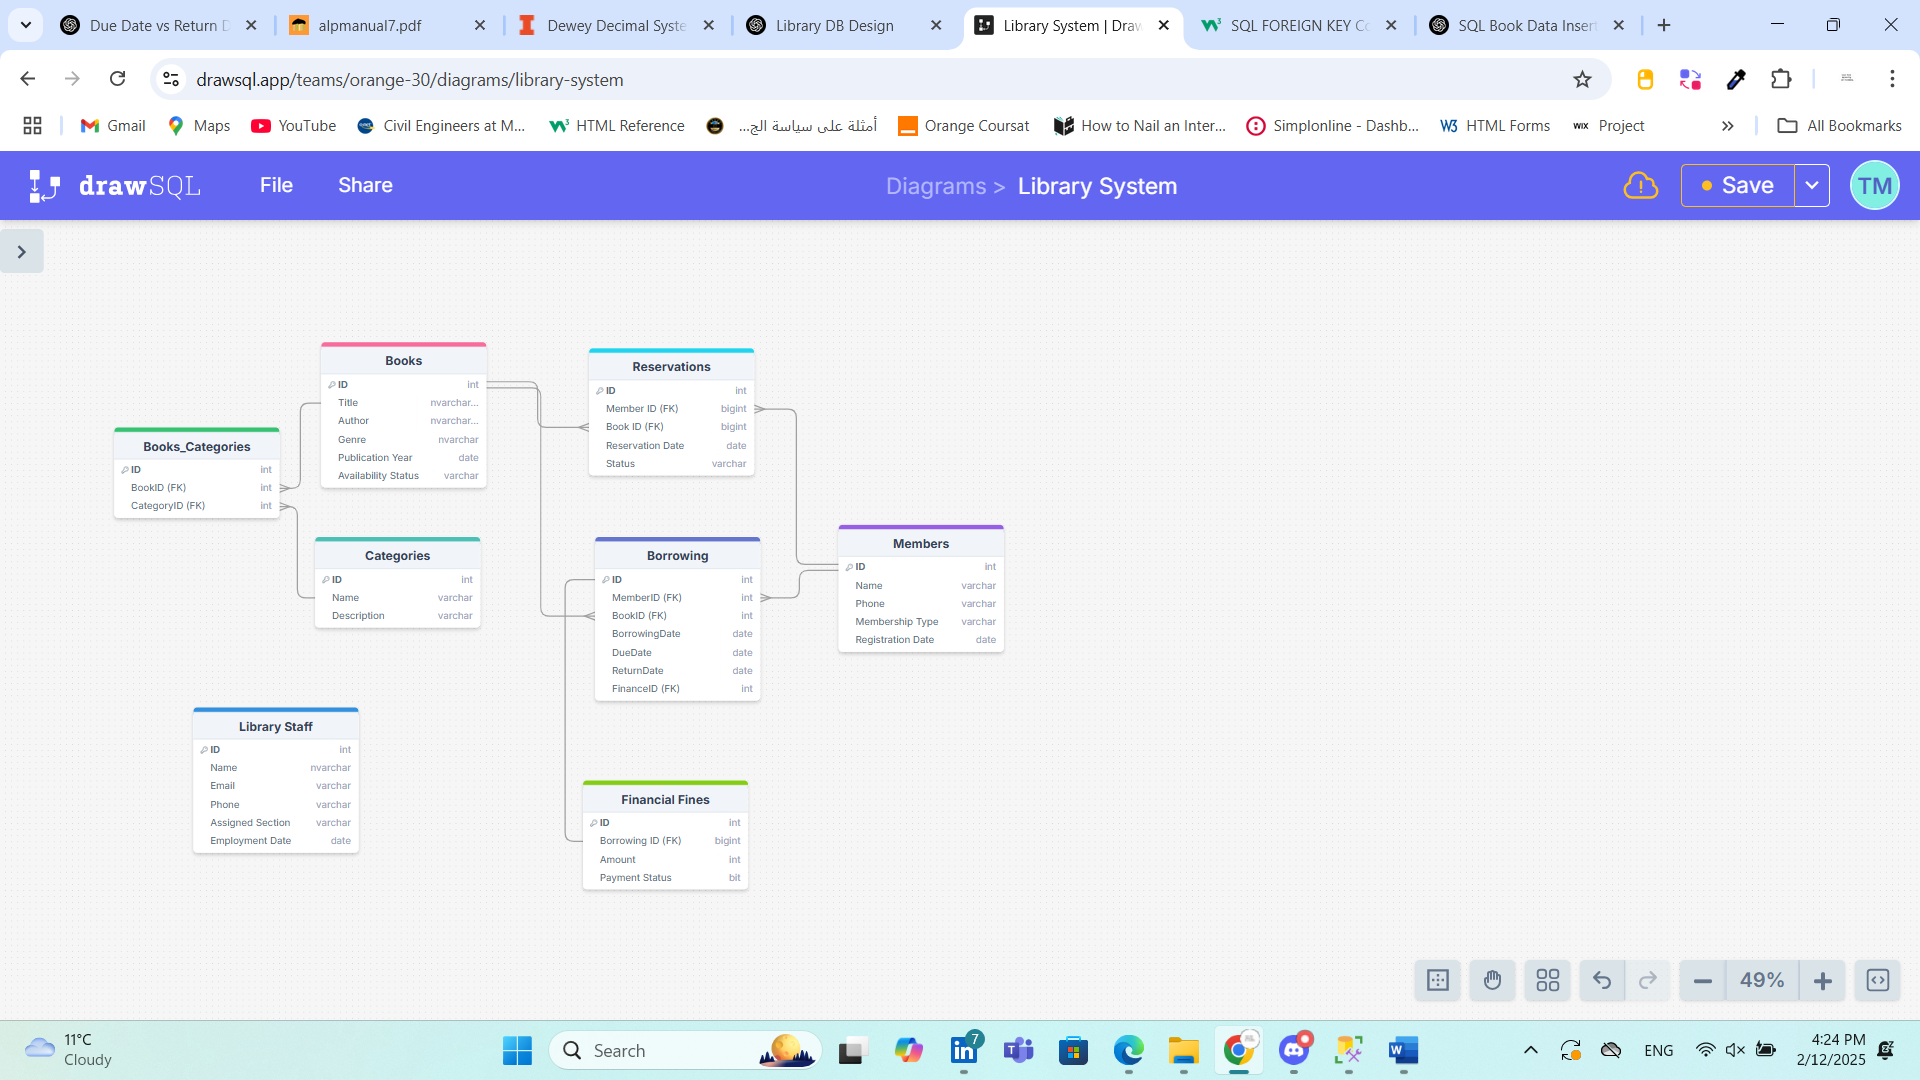 Due Date vs Return D
alpmanual7.pdf
Dewey Decimal Syste
Library DB Design
Library System | Draw
SQL FOREIGN KEY Co
SQL Book Data Insert
drawsql.app/teams/orange-30/diagrams/library-system
Gmail
Maps
YouTube
Civil Engineers at M...
HTML Reference
أمثلة على سياسة الج...
Orange Coursat
How to Nail an Inter...
Simplonline - Dashb...
HTML Forms
WIX Project
All Bookmarks
drawSQL
File
Share
Diagrams > Library System
Save
TM
Books
ID int
Title nvarchar...
Author nvarchar...
Genre nvarchar
Publication Year date
Availability Status varchar
Reservations
ID int
Member ID (FK) bigint
Book ID (FK) bigint
Reservation Date date
Status varchar
Books_Categories
ID int
BookID (FK) int
CategoryID (FK) int
Categories
ID int
Name varchar
Description varchar
Borrowing
ID int
MemberID (FK) int
BookID (FK) int
BorrowingDate date
DueDate date
ReturnDate date
FinanceID (FK) int
Members
ID int
Name varchar
Phone varchar
Membership Type varchar
Registration Date date
Library Staff
ID int
Name nvarchar
Email varchar
Phone varchar
Assigned Section varchar
Employment Date date
Financial Fines
ID int
Borrowing ID (FK) bigint
Amount int
Payment Status bit
49%
11°C
Cloudy
Search
7
ENG
4:24 PM
2/12/2025